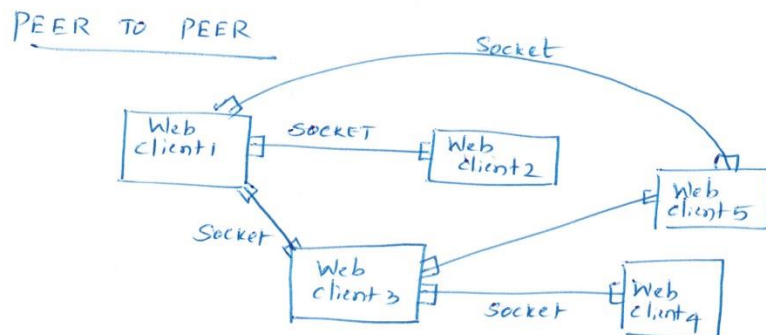 PEER TO PEER
Socket
Web
client1
SOCKET
Web
client2
Web
client5
Socket
Web
client3
Socket
Web
client4